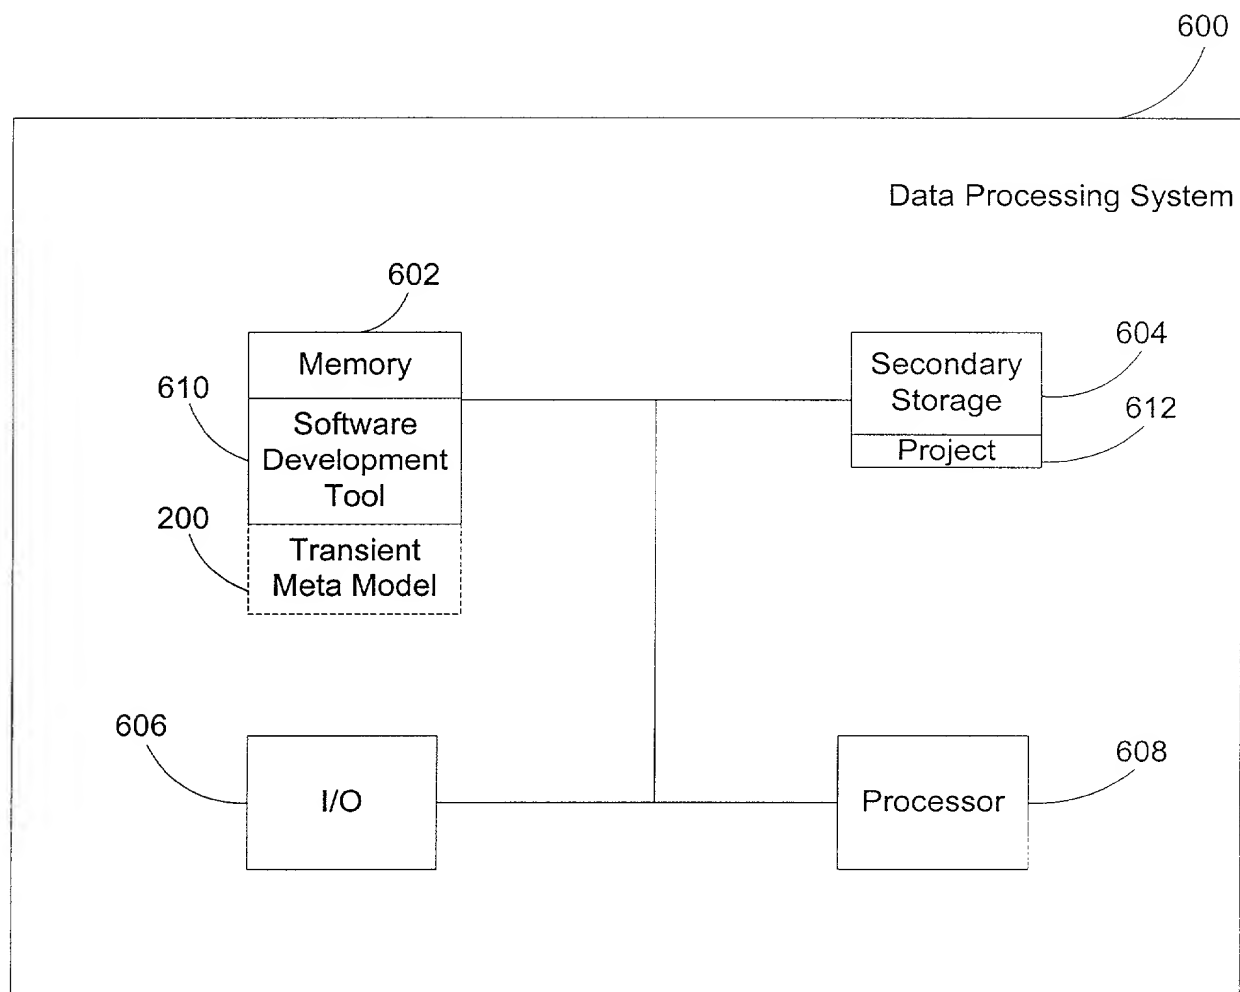 600
Data Processing System
602
Memory
610
Software
Development
Tool
200
Transient
Meta Model
604
Secondary
Storage
612
Project
606
I/O
608
Processor